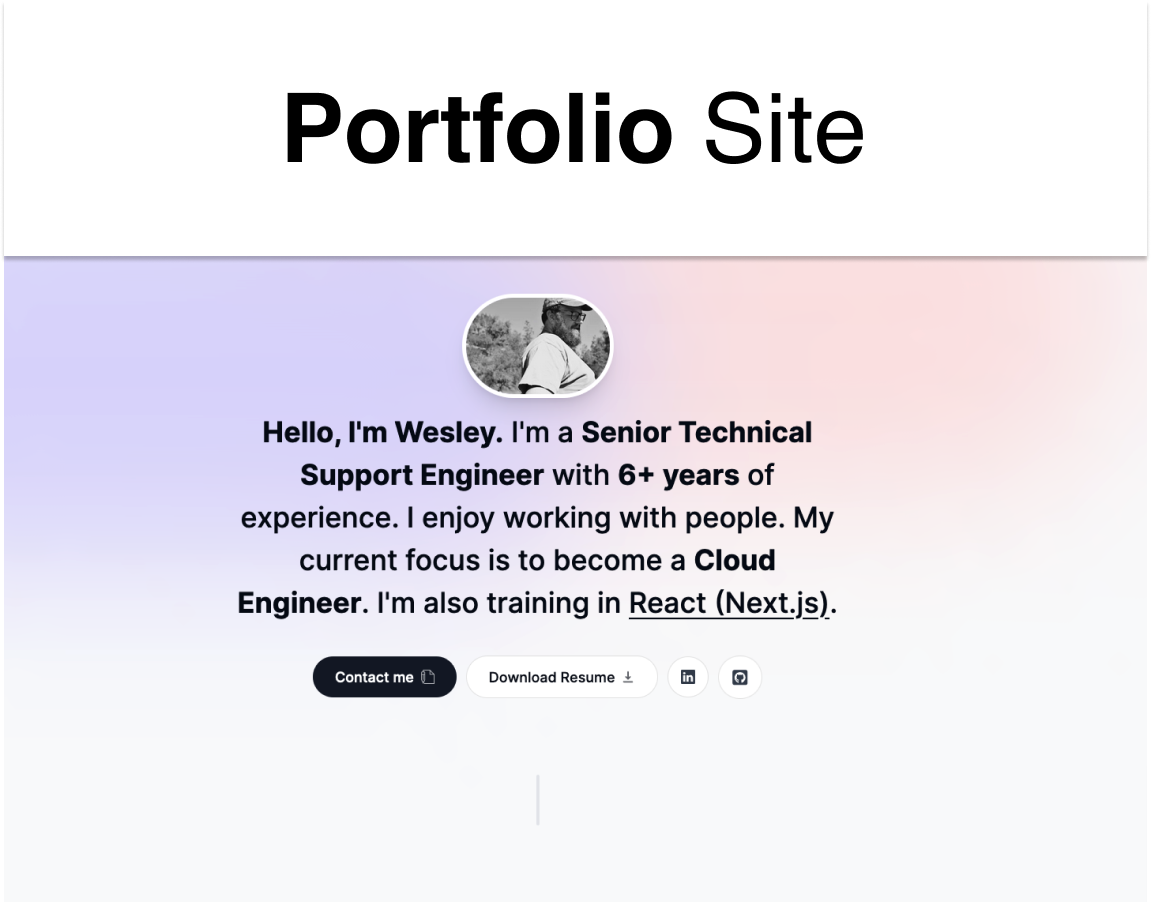 Portfolio Site
Hello, I'm Wesley. I'm a Senior Technical
Support Engineer with 6+ years of
experience. I enjoy working with people. My
current focus is to become a Cloud
Engineer. I'm also training in React (Next.js).
Contact me
Download Resume
in